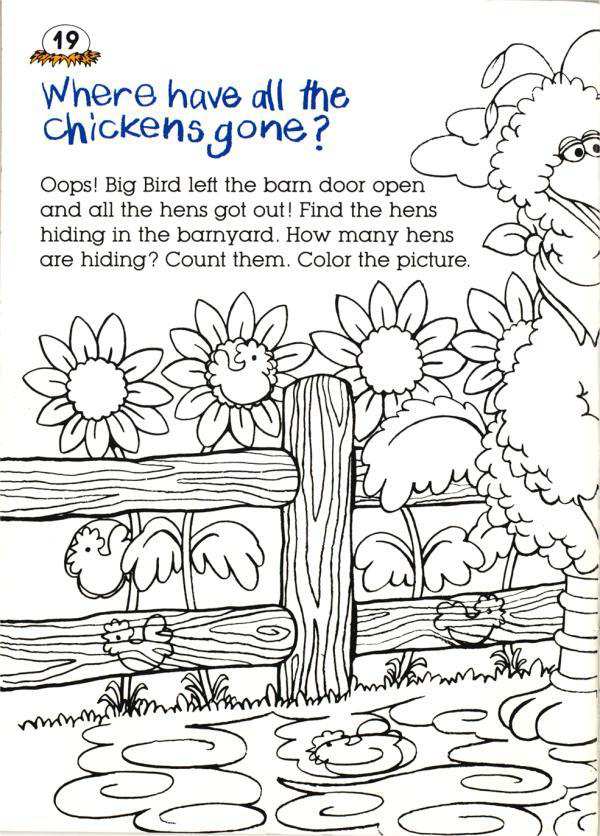 19
Where have all the
chickens gone?
Oops! Big Bird left the barn door open
and all the hens got out! Find the hens
hiding in the barnyard. How many hens
are hiding? Count them. Color the picture.